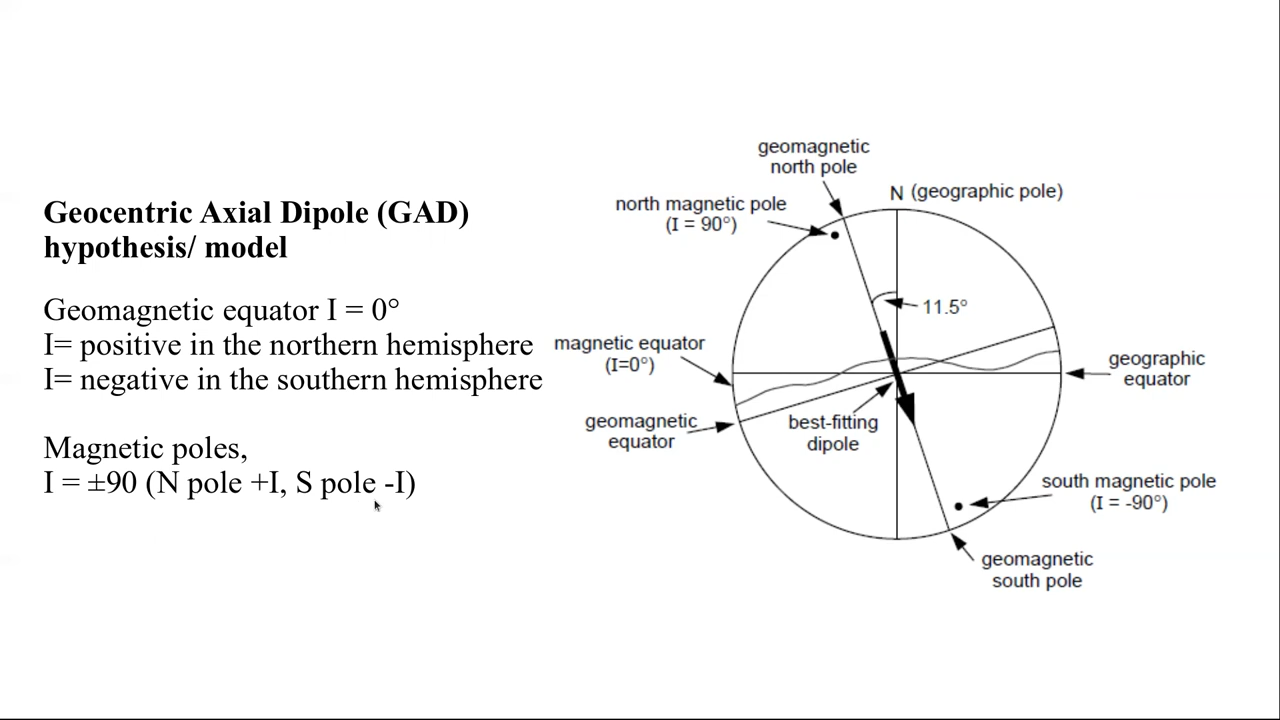 Geocentric Axial Dipole (GAD)
hypothesis/ model
Geomagnetic equator I = 0°
I= positive in the northern hemisphere
I= negative in the southern hemisphere
Magnetic poles,
I = ±90 (N pole +I, S pole -I)
geomagnetic
north pole
N (geographic pole)
north magnetic pole
(I = 90°)
11.5°
magnetic equator
(I=0°)
geographic
equator
geomagnetic
equator
best-fitting
dipole
south magnetic pole
(I = -90°)
geomagnetic
south pole